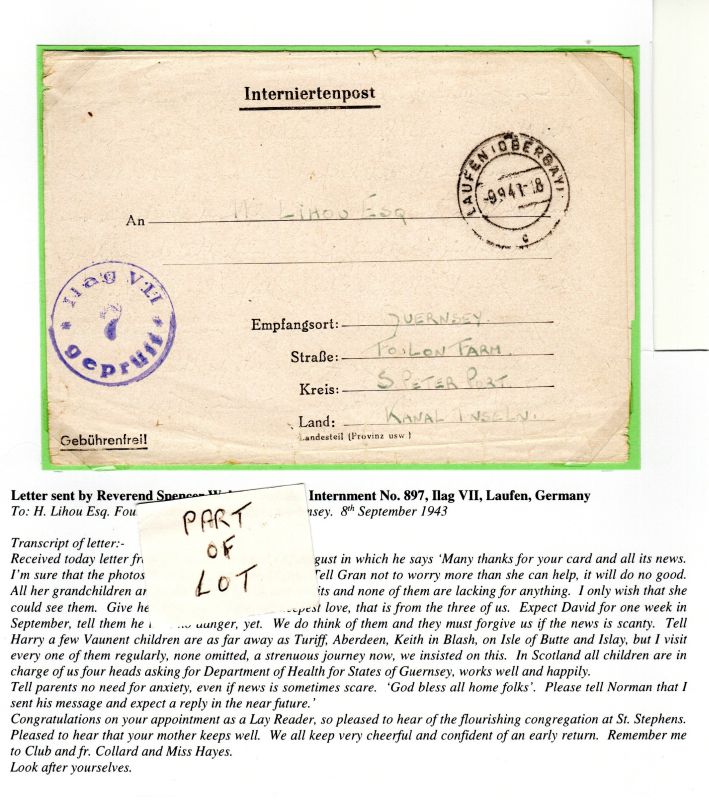 Interniertenpost
LAUFEN (OBERBAY)
-9.9.43-18
c
An H. LIHOU ESQ
Ilag VII
7
geprüft
Empfangsort: GUERNSEY.
Straße: FOULON FARM.
Kreis: S. PETER PORT.
Land: KANAL INSELN.
Landesteil (Provinz usw.)
Gebührenfrei!
Letter sent by Reverend Spencer Internment No. 897, Ilag VII, Laufen, Germany
To: H. Lihou Esq. 8th September 1943
PART
OF
LOT
Transcript of letter:-
Received today letter in which he says ‘Many thanks for your card and all its news.
I’m sure that the photos Tell Gran not to worry more than she can help, it will do no good.
All her grandchildren and none of them are lacking for anything. I only wish that she
could see them. Give love, that is from the three of us. Expect David for one week in
September, tell them he danger, yet. We do think of them and they must forgive us if the news is scanty. Tell
Harry a few Vaunent children are as far away as Turiff, Aberdeen, Keith in Blash, on Isle of Butte and Islay, but I visit
every one of them regularly, none omitted, a strenuous journey now, we insisted on this. In Scotland all children are in
charge of us four heads asking for Department of Health for States of Guernsey, works well and happily.
Tell parents no need for anxiety, even if news is sometimes scare. ‘God bless all home folks’. Please tell Norman that I
sent his message and expect a reply in the near future.’
Congratulations on your appointment as a Lay Reader, so pleased to hear of the flourishing congregation at St. Stephens.
Pleased to hear that your mother keeps well. We all keep very cheerful and confident of an early return. Remember me
to Club and fr. Collard and Miss Hayes.
Look after yourselves.